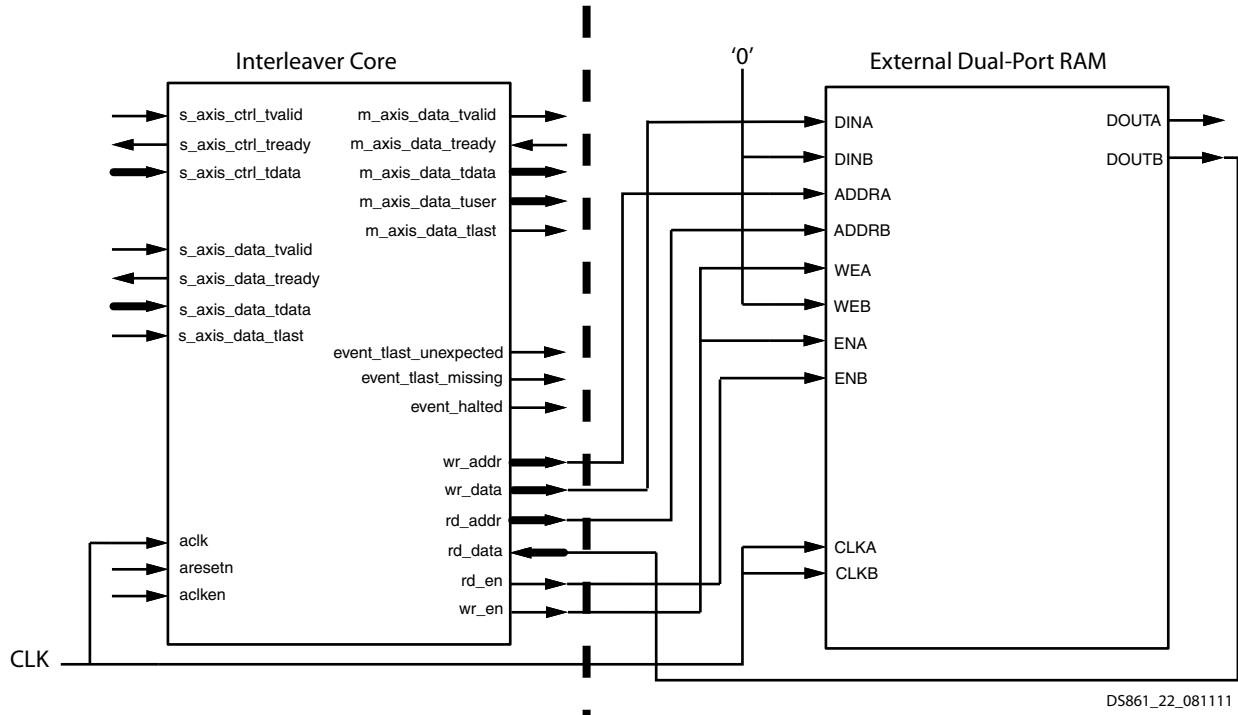 Interleaver Core
s_axis_ctrl_tvalid
s_axis_ctrl_tready
s_axis_ctrl_tdata
s_axis_data_tvalid
s_axis_data_tready
s_axis_data_tdata
s_axis_data_tlast
aclk
aresetn
aclken
m_axis_data_tvalid
m_axis_data_tready
m_axis_data_tdata
m_axis_data_tuser
m_axis_data_tlast
event_tlast_unexpected
event_tlast_missing
event_halted
wr_addr
wr_data
rd_addr
rd_data
rd_en
wr_en
CLK
‘0’
External Dual-Port RAM
DINA
DINB
ADDRA
ADDRB
WEA
WEB
ENA
ENB
CLKA
CLKB
DOUTA
DOUTB
DS861_22_081111